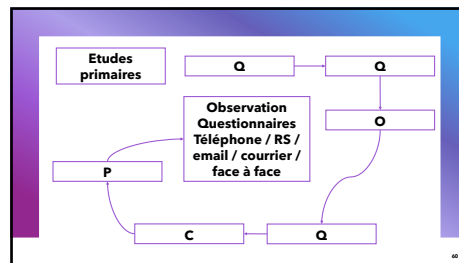 Etudes
primaires
Q
Q
O
Q
C
P
Observation
Questionnaires
Téléphone / RS /
email / courrier /
face à face
60